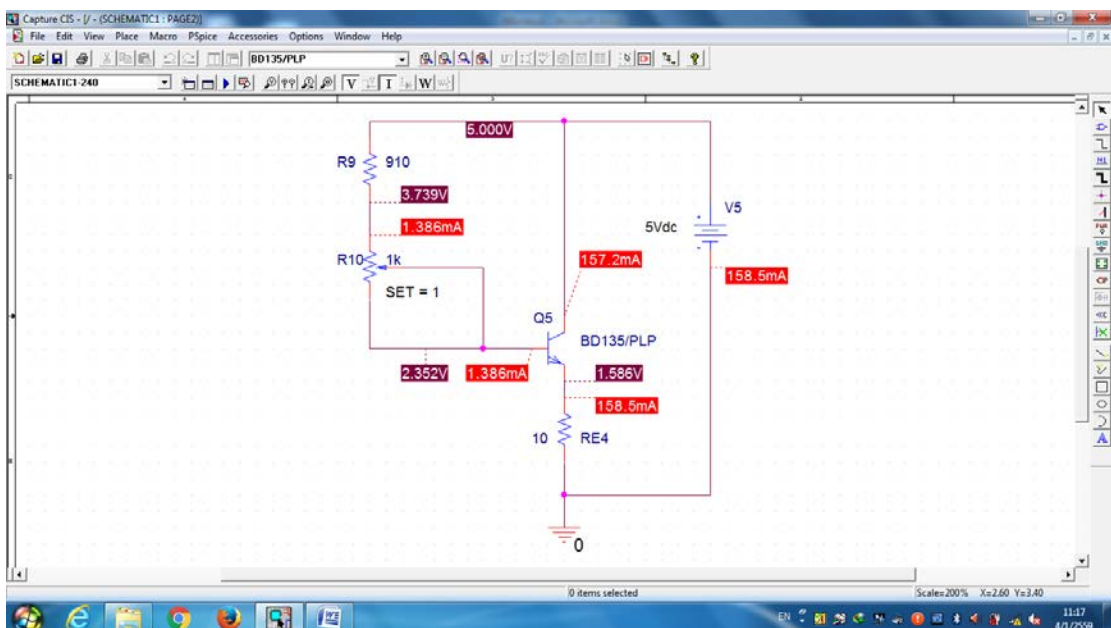 Capture CIS - [/ - (SCHEMATIC1 : PAGE2)]
File Edit View Place Macro PSpice Accessories Options Window Help
BD135/PLP
SCHEMATIC1-240
V I W
5.000V
R9 910
3.739V
V5
1.386mA
5Vdc
R10 1k
157.2mA
158.5mA
SET = 1
Q5
BD135/PLP
2.352V 1.386mA 1.586V
158.5mA
10 RE4
0
0 items selected Scale=200% X=2.60 Y=3.40
EN 11:17
4/1/2559